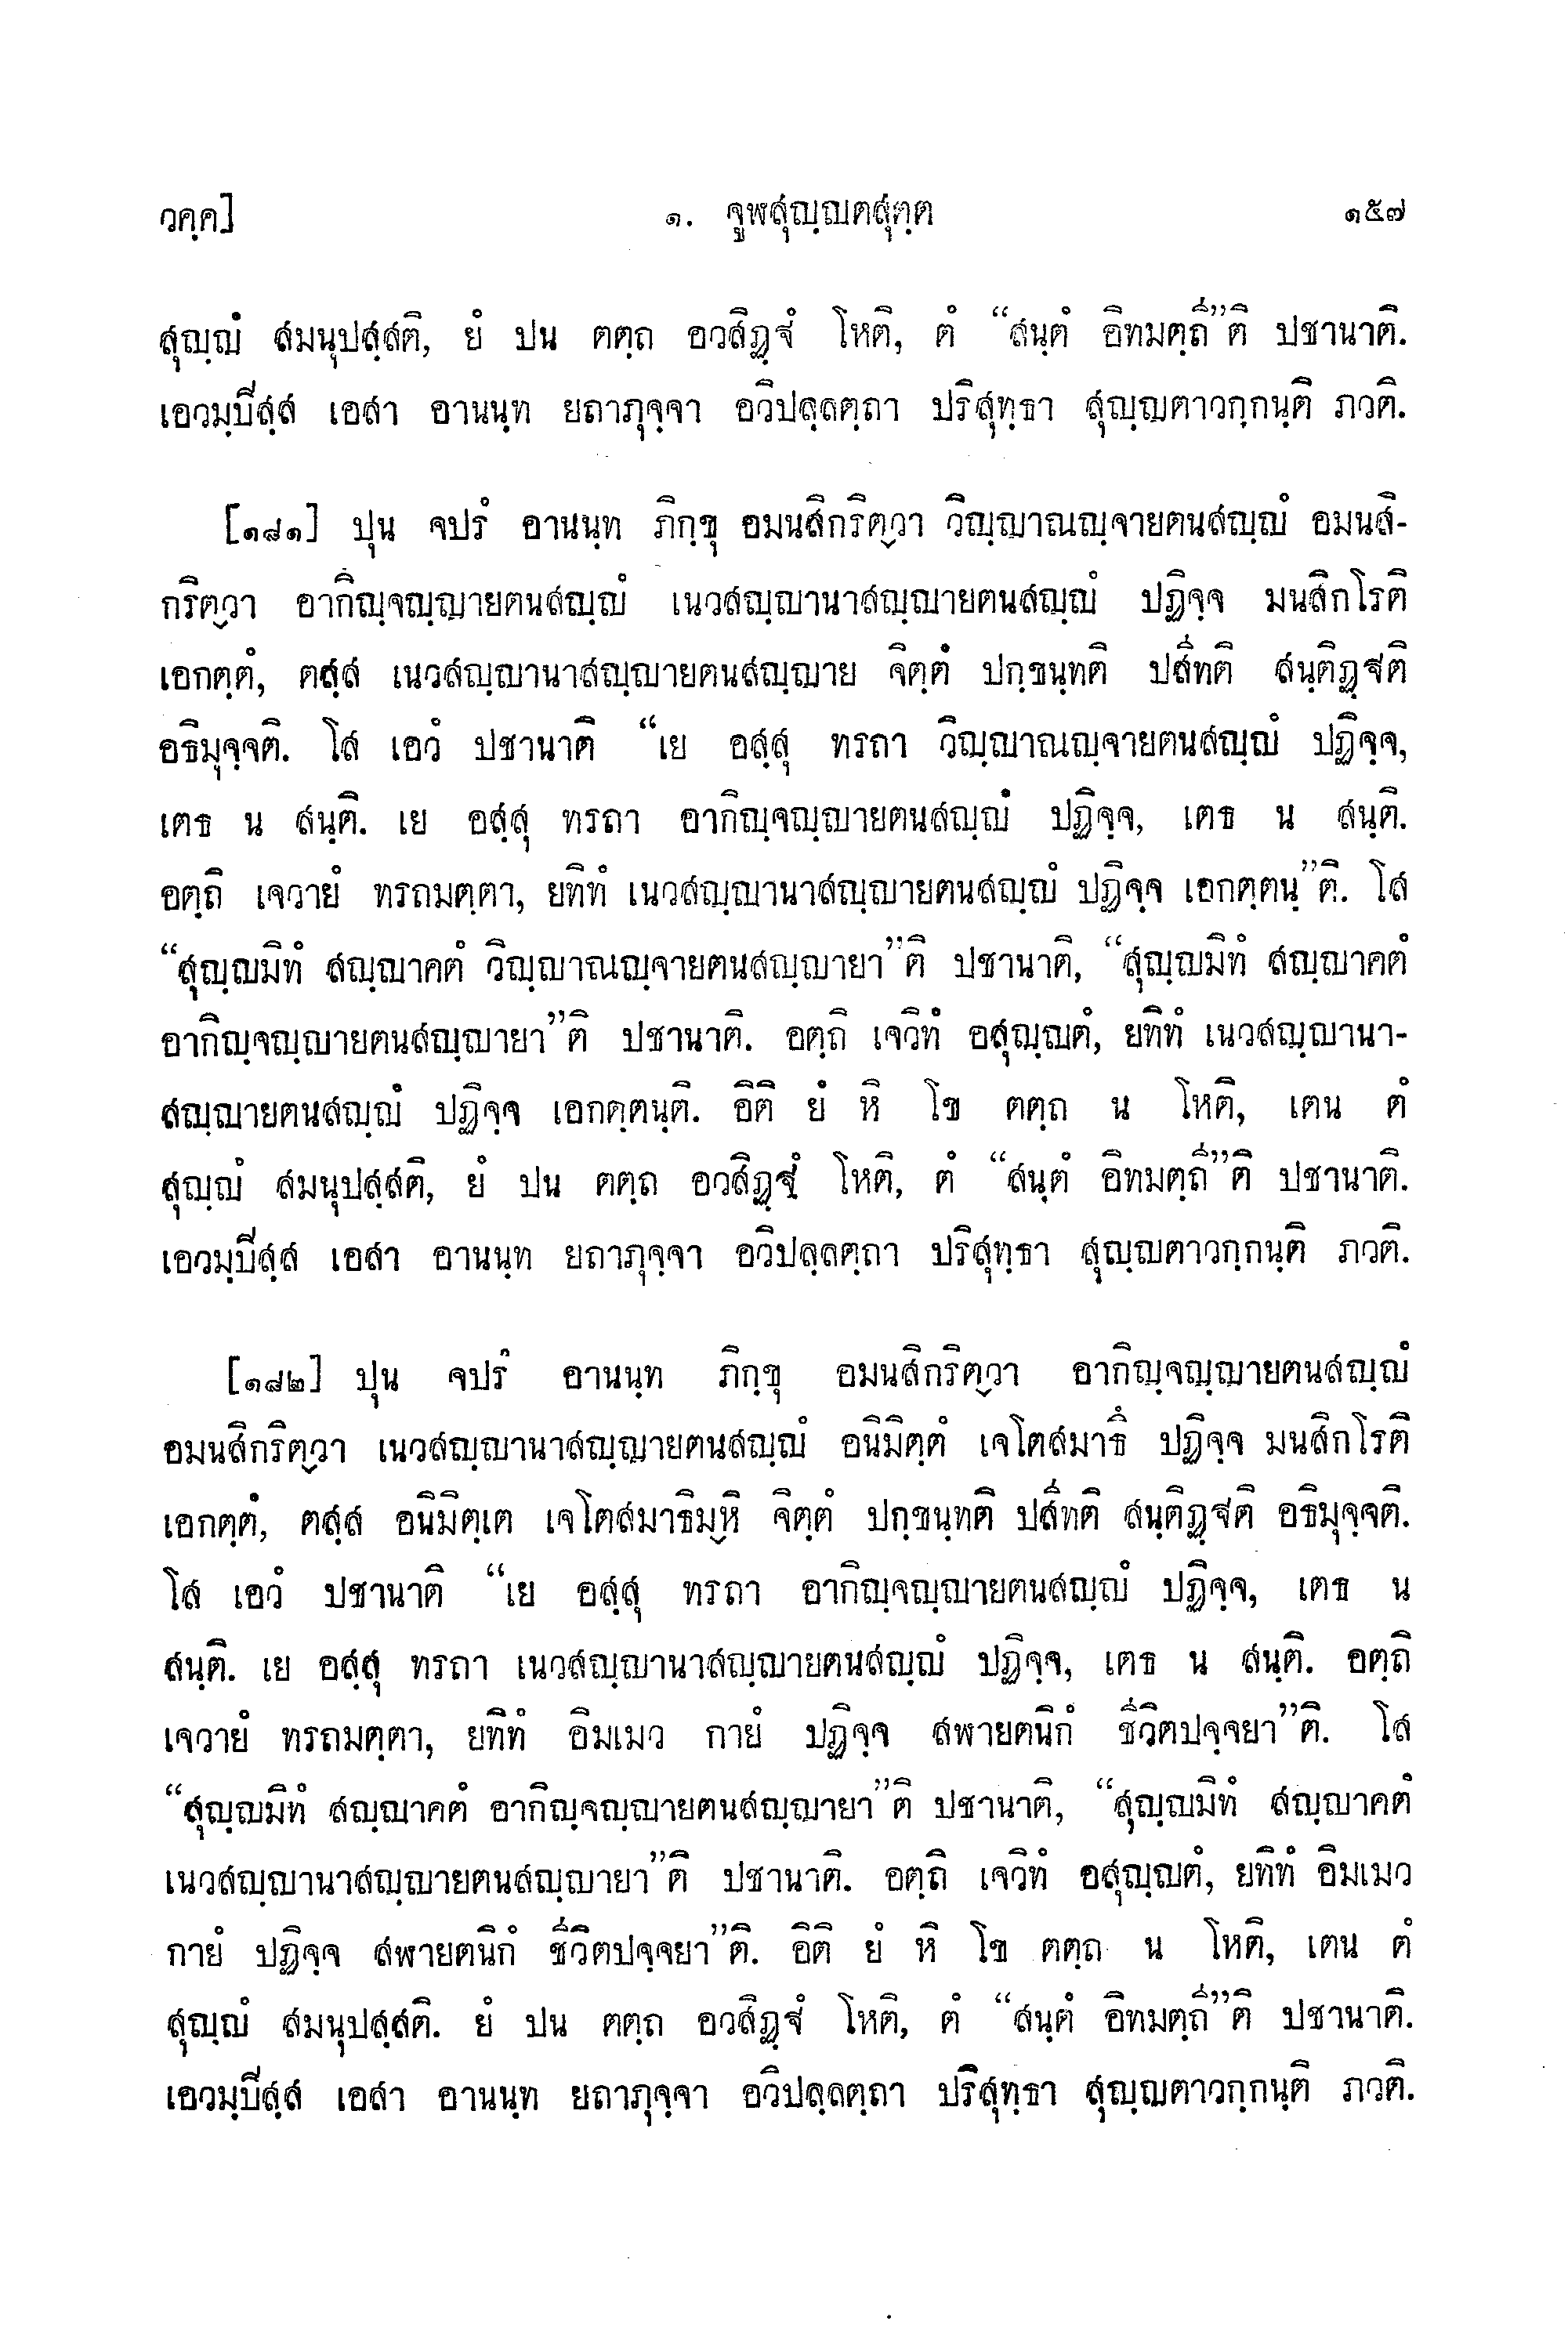 วคฺค]
๑. จูฬสุญฺญตสุตฺต
๑๕๗
สุญฺญํ สมนุปสฺสติ, ยํ ปน ตตฺถ อวสิฏฺฐํ โหติ, ตํ “สนฺตํ อิทมตฺถี”ติ ปชานาติ.
เอวมฺปิสฺส เอสา อานนฺท ยถาภุจฺจา อวิปลฺลตฺถา ปริสุทฺธา สุญฺญตาวกฺกนฺติ ภวติ.
[๑๘๑] ปุน จปรํ อานนฺท ภิกฺขุ อมนสิกริตฺวา วิญฺญาณญฺจายตนสญฺญํ อมนสิ-
กริตฺวา อากิญฺจญฺญายตนสญฺญํ เนวสญฺญานาสญฺญายตนสญฺญํ ปฏิจฺจ มนสิกโรติ
เอกตฺตํ, ตสฺส เนวสญฺญานาสญฺญายตนสญฺญาย จิตฺตํ ปกฺขนฺทติ ปสีทติ สนฺติฏฺฐติ
อธิมุจฺจติ. โส เอวํ ปชานาติ “เย อสฺสุ ทรถา วิญฺญาณญฺจายตนสญฺญํ ปฏิจฺจ,
เตธ น สนฺติ. เย อสฺสุ ทรถา อากิญฺจญฺญายตนสญฺญํ ปฏิจฺจ, เตธ น สนฺติ.
อตฺถิ เจวายํ ทรถมตฺตา, ยทิทํ เนวสญฺญานาสญฺญายตนสญฺญํ ปฏิจฺจ เอกตฺตนฺ”ติ. โส
“สุญฺญมิทํ สญฺญาคตํ วิญฺญาณญฺจายตนสญฺญายา”ติ ปชานาติ, “สุญฺญมิทํ สญฺญาคตํ
อากิญฺจญฺญายตนสญฺญายา”ติ ปชานาติ. อตฺถิ เจวิทํ อสุญฺญตํ, ยทิทํ เนวสญฺญานา-
สญฺญายตนสญฺญํ ปฏิจฺจ เอกตฺตนฺติ. อิติ ยํ หิ โข ตตฺถ น โหติ, เตน ตํ
สุญฺญํ สมนุปสฺสติ, ยํ ปน ตตฺถ อวสิฏฺฐํ โหติ, ตํ “สนฺตํ อิทมตฺถี”ติ ปชานาติ.
เอวมฺปิสฺส เอสา อานนฺท ยถาภุจฺจา อวิปลฺลตฺถา ปริสุทฺธา สุญฺญตาวกฺกนฺติ ภวติ.
[๑๘๒] ปุน จปรํ อานนฺท ภิกฺขุ อมนสิกริตฺวา อากิญฺจญฺญายตนสญฺญํ
อมนสิกริตฺวา เนวสญฺญานาสญฺญายตนสญฺญํ อนิมิตฺตํ เจโตสมาธึ ปฏิจฺจ มนสิกโรติ
เอกตฺตํ, ตสฺส อนิมิตฺเต เจโตสมาธิมฺหิ จิตฺตํ ปกฺขนฺทติ ปสีทติ สนฺติฏฺฐติ อธิมุจฺจติ.
โส เอวํ ปชานาติ “เย อสฺสุ ทรถา อากิญฺจญฺญายตนสญฺญํ ปฏิจฺจ, เตธ น
สนฺติ. เย อสฺสุ ทรถา เนวสญฺญานาสญฺญายตนสญฺญํ ปฏิจฺจ, เตธ น สนฺติ. อตฺถิ
เจวายํ ทรถมตฺตา, ยทิทํ อิมเมว กายํ ปฏิจฺจ สฬายตนิกํ ชีวิตปจฺจยา”ติ. โส
“สุญฺญมิทํ สญฺญาคตํ อากิญฺจญฺญายตนสญฺญายา”ติ ปชานาติ, “สุญฺญมิทํ สญฺญาคตํ
เนวสญฺญานาสญฺญายตนสญฺญายา”ติ ปชานาติ. อตฺถิ เจวิทํ อสุญฺญตํ, ยทิทํ อิมเมว
กายํ ปฏิจฺจ สฬายตนิกํ ชีวิตปจฺจยา”ติ. อิติ ยํ หิ โข ตตฺถ น โหติ, เตน ตํ
สุญฺญํ สมนุปสฺสติ. ยํ ปน ตตฺถ อวสิฏฺฐํ โหติ, ตํ “สนฺตํ อิทมตฺถี”ติ ปชานาติ.
เอวมฺปิสฺส เอสา อานนฺท ยถาภุจฺจา อวิปลฺลตฺถา ปริสุทฺธา สุญฺญตาวกฺกนฺติ ภวติ.